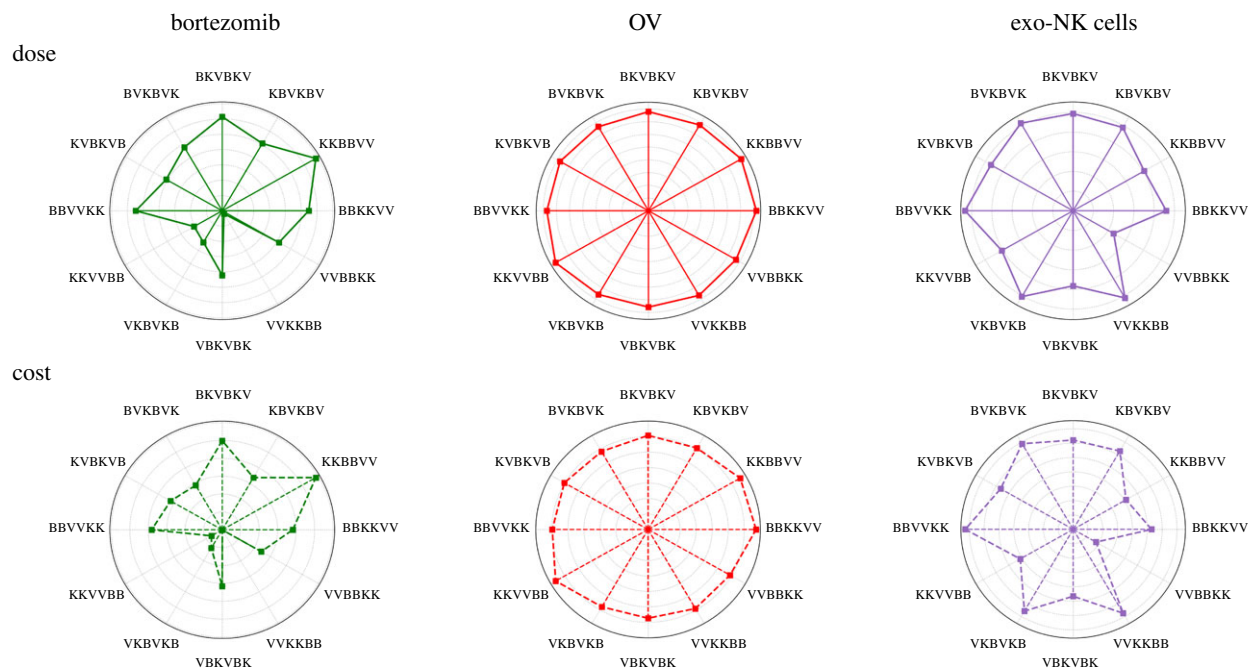 bortezomib OV exo-NK cells
dose
BKVBKV BKVBKV BKVBKV
BVKBVK KBVKBV BVKBVK KBVKBV BVKBVK KBVKBV
KVBKVB KKBBVV KVBKVB KKBBVV KVBKVB KKBBVV
BBVVKK BBKKVV BBVVKK BBKKVV BBVVKK BBKKVV
KKVVBB VVBBKK KKVVBB VVBBKK KKVVBB VVBBKK
VKBVKB VVKKBB VKBVKB VVKKBB VKBVKB VVKKBB
VBKVBK VBKVBK VBKVBK
cost
BKVBKV BKVBKV BKVBKV
BVKBVK KBVKBV BVKBVK KBVKBV BVKBVK KBVKBV
KVBKVB KKBBVV KVBKVB KKBBVV KVBKVB KKBBVV
BBVVKK BBKKVV BBVVKK BBKKVV BBVVKK BBKKVV
KKVVBB VVBBKK KKVVBB VVBBKK KKVVBB VVBBKK
VKBVKB VVKKBB VKBVKB VVKKBB VKBVKB VVKKBB
VBKVBK VBKVBK VBKVBK